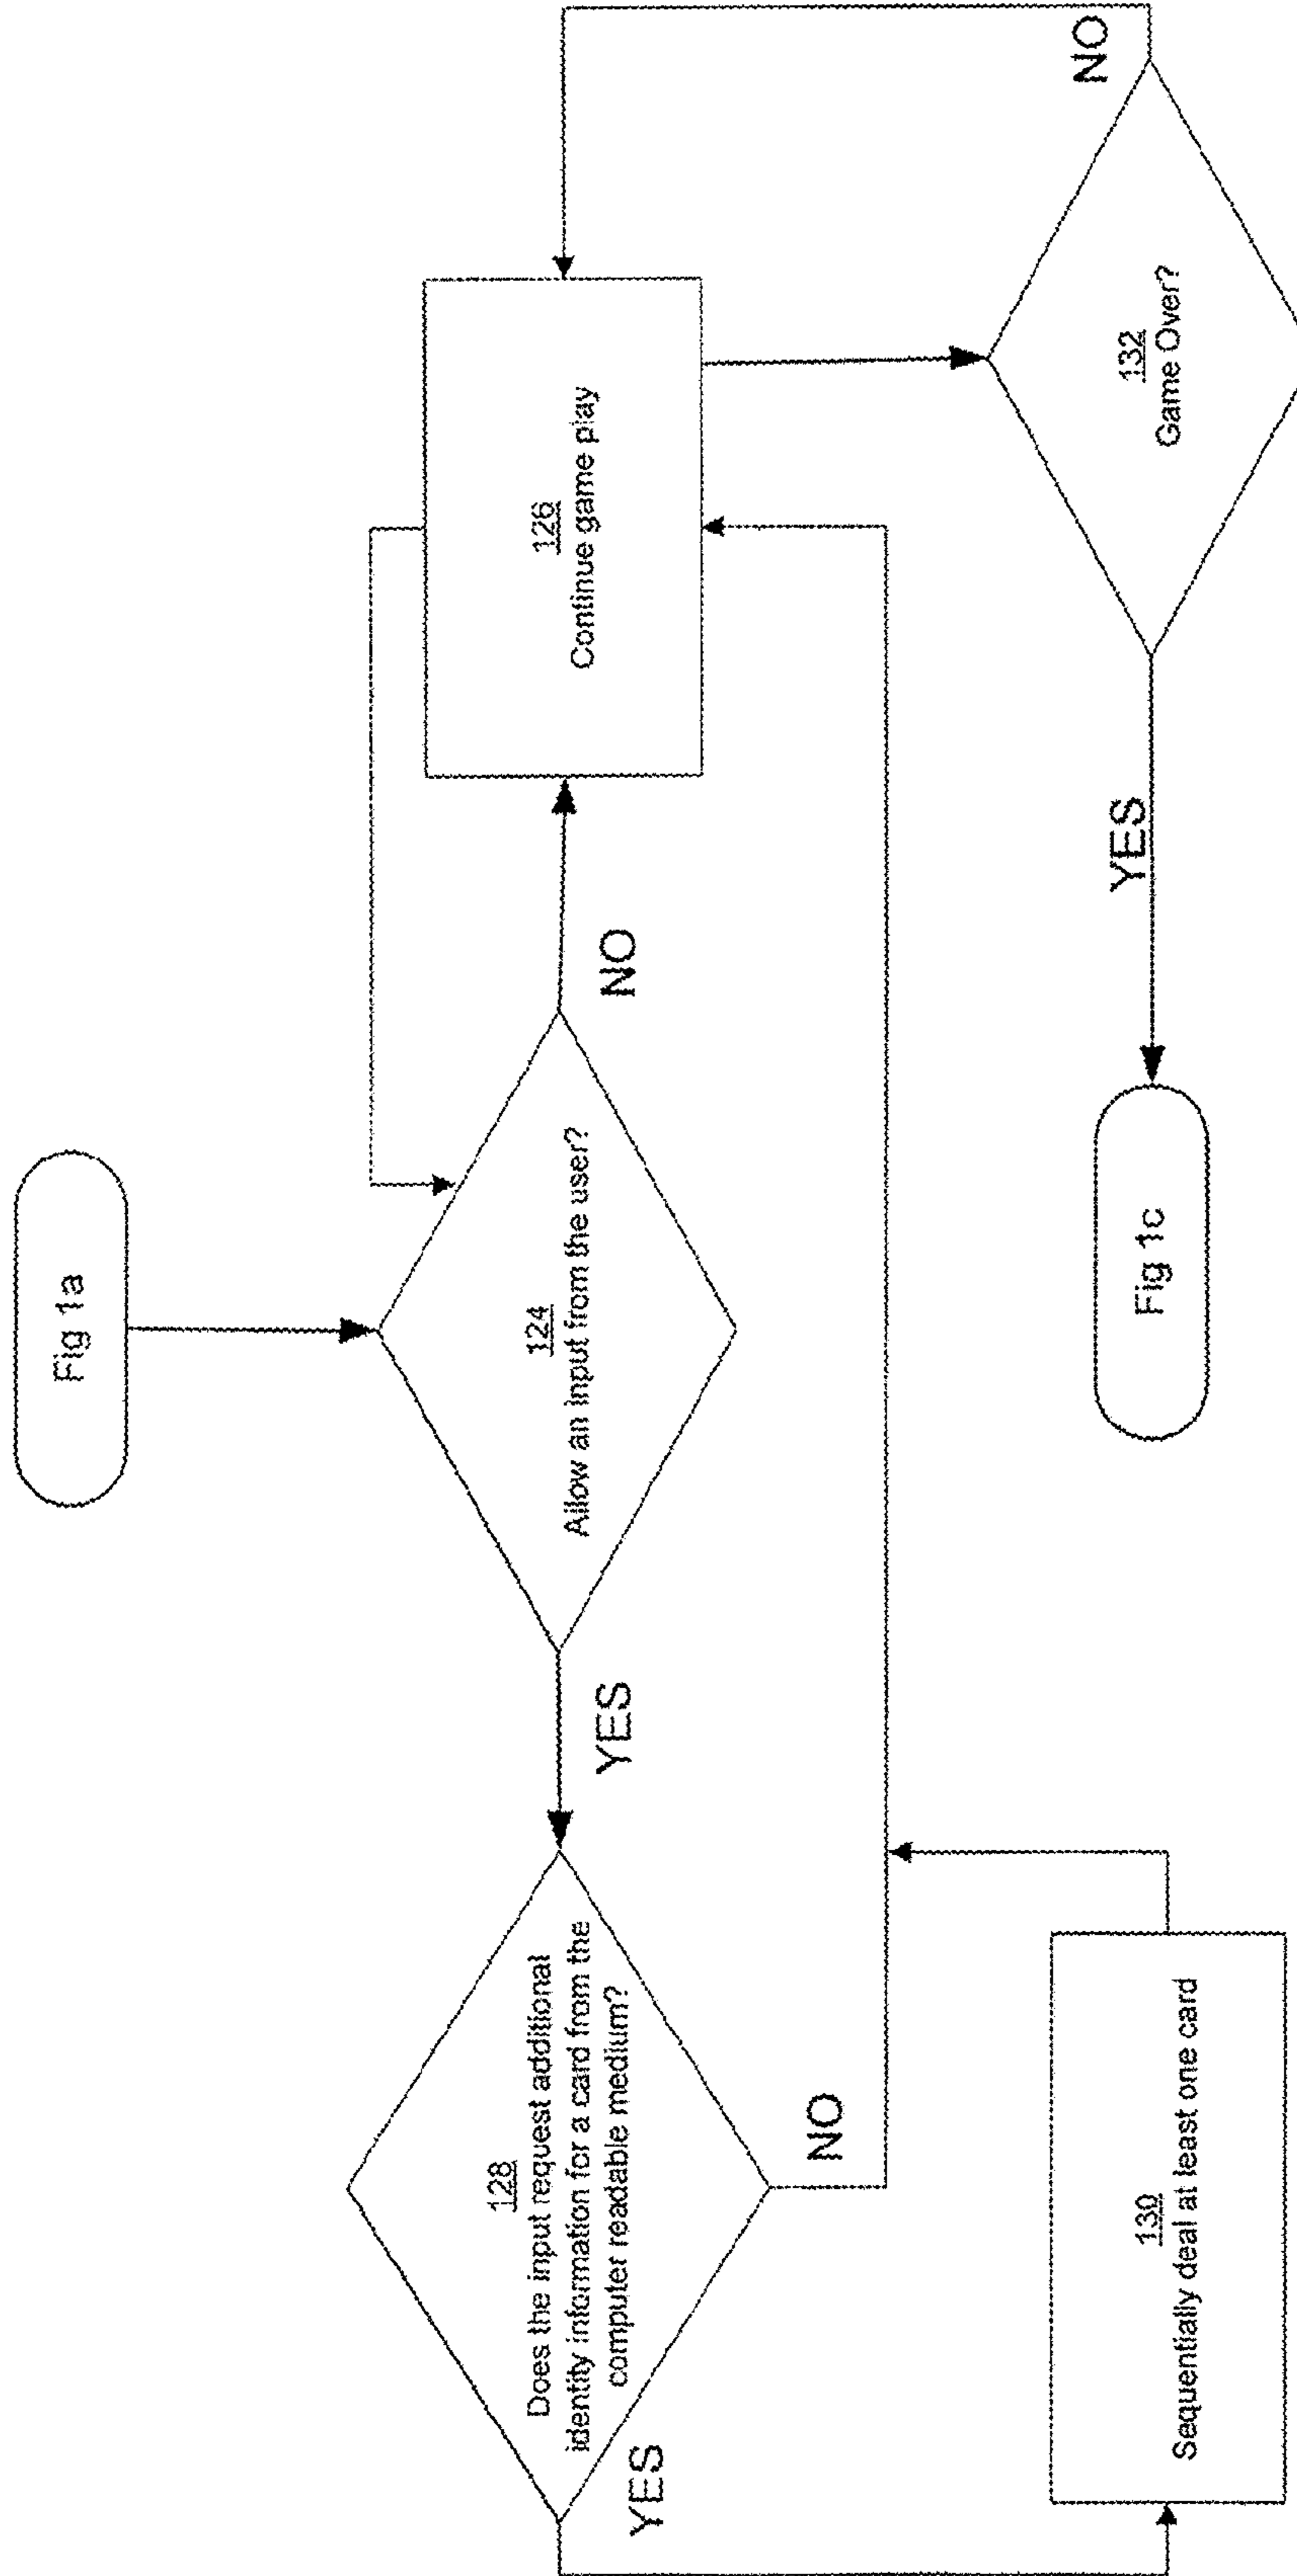 Fig 1a
128
Does the input request additional
identity information for a card from the
computer readable medium?
YES
NO
YES
124
Allow an input from the user?
NO
126
Continue game play
130
Sequentially deal at least one card
Fig 1c
YES
132
Game Over?
NO